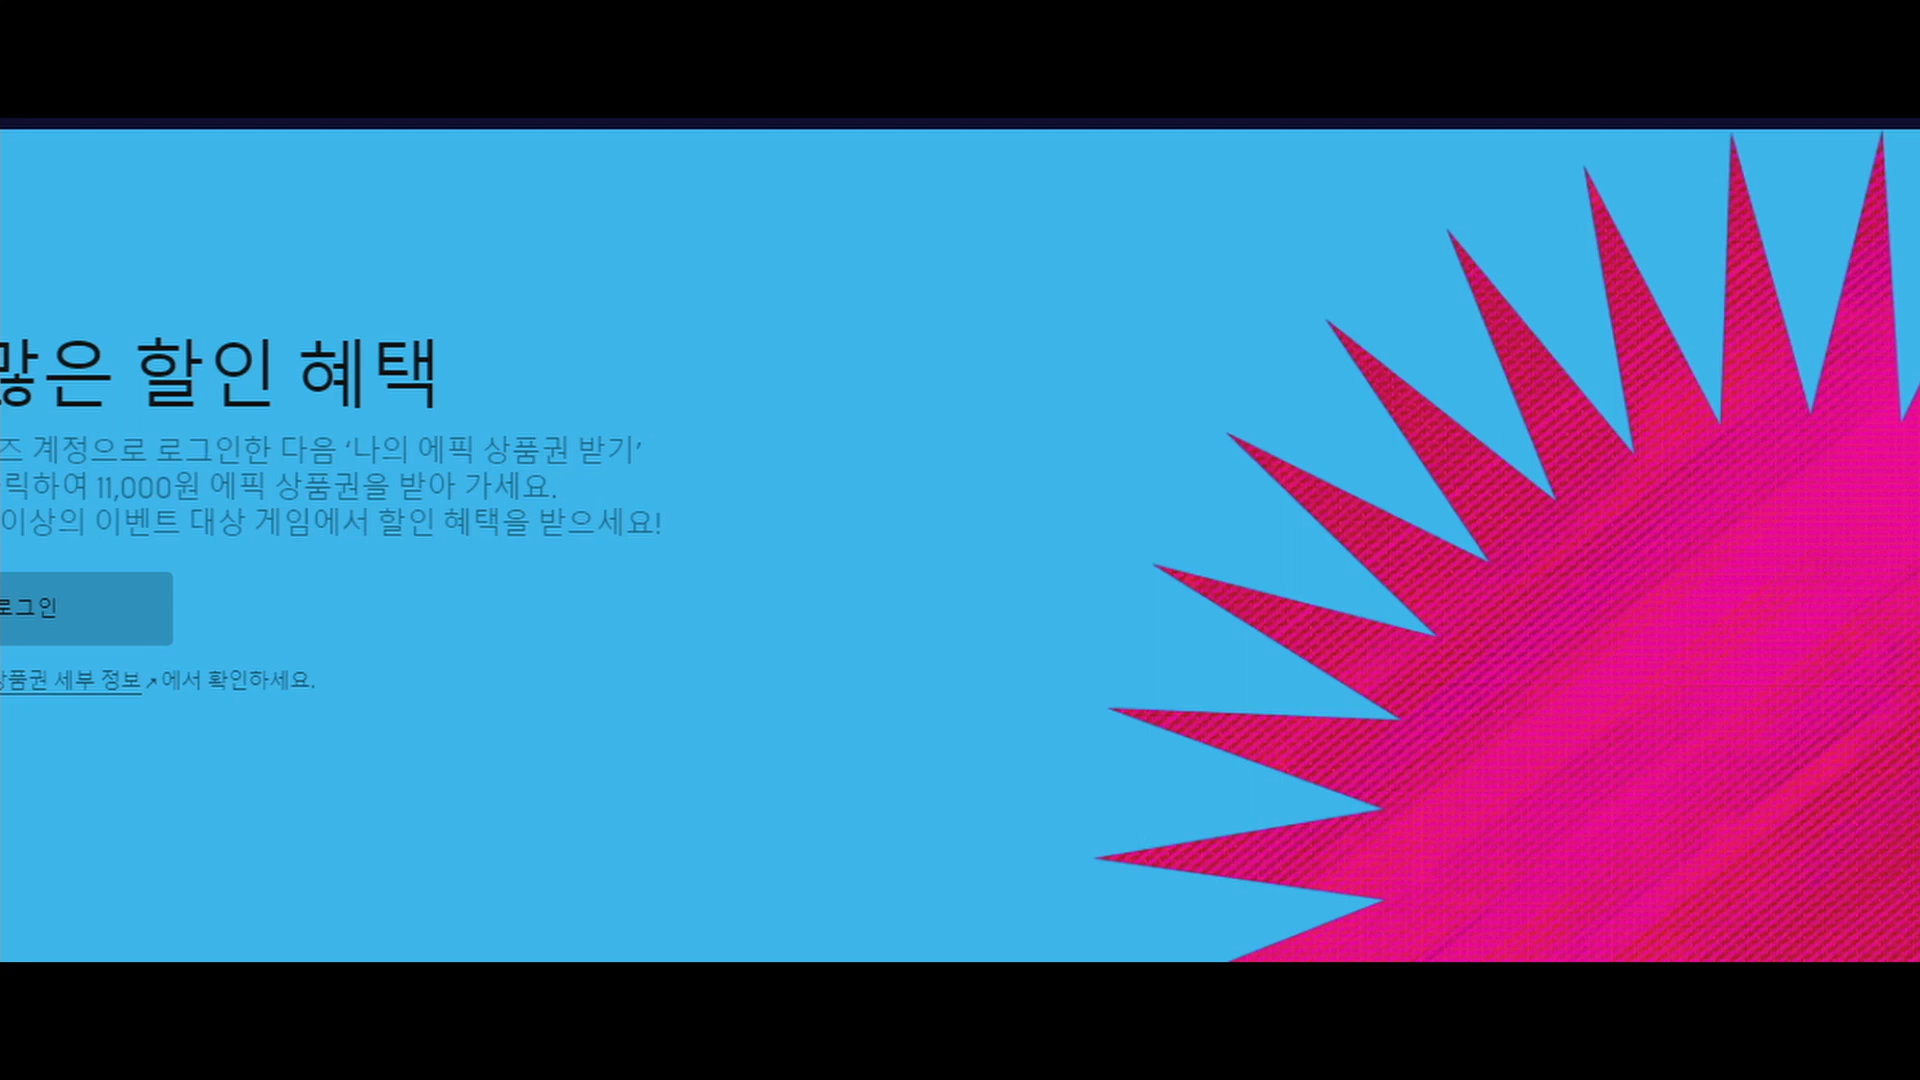 많은 할인 혜택
즈 계정으로 로그인한 다음 ‘나의 에픽 상품권 받기’
릭하여 11,000원 에픽 상품권을 받아 가세요.
이상의 이벤트 대상 게임에서 할인 혜택을 받으세요!
로그인
상품권 세부 정보↗에서 확인하세요.